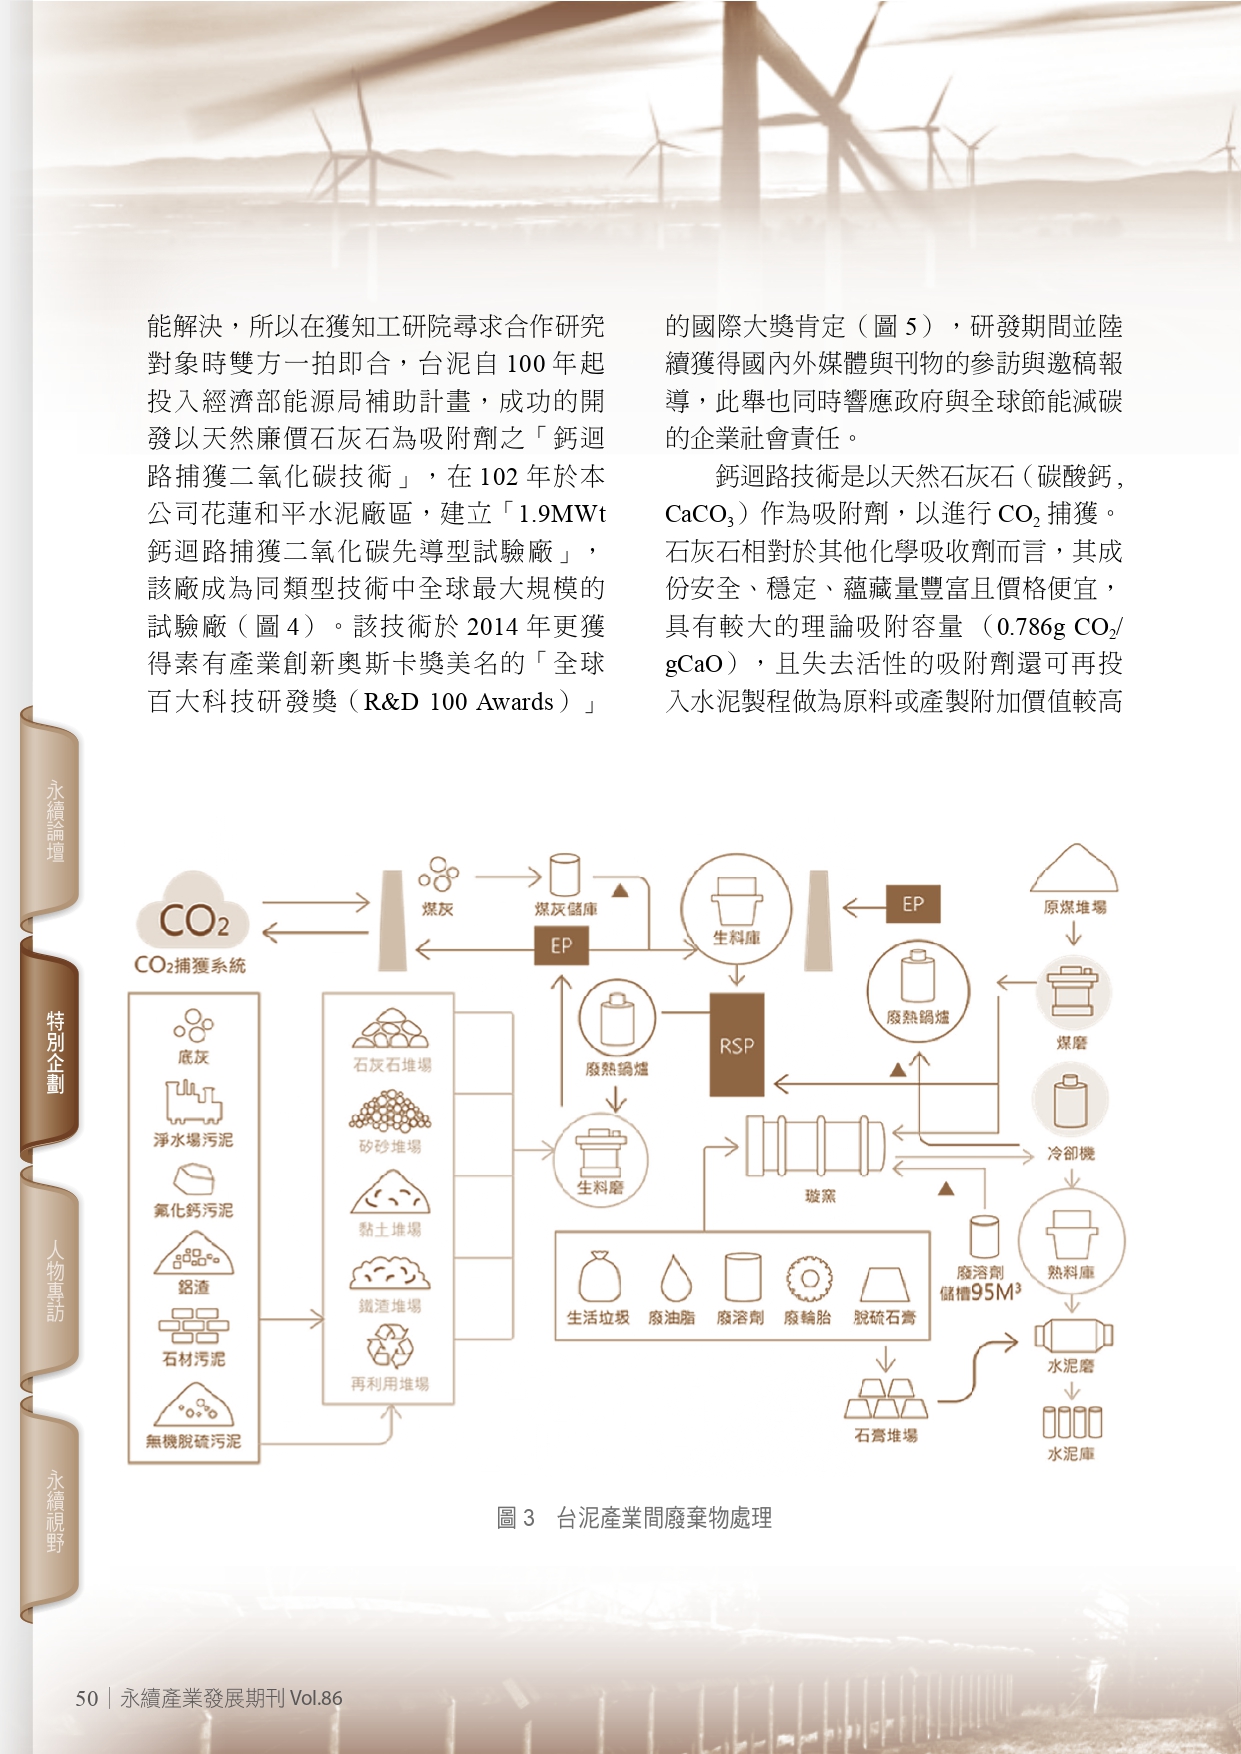 能解決，所以在獲知工研院尋求合作研究
對象時雙方一拍即合，台泥自 100 年起
投入經濟部能源局補助計畫，成功的開
發以天然廉價石灰石為吸附劑之「鈣迴
路捕獲二氧化碳技術」，在 102 年於本
公司花蓮和平水泥廠區，建立「1.9MWt
鈣迴路捕獲二氧化碳先導型試驗廠」，
該廠成為同類型技術中全球最大規模的
試驗廠（圖 4）。該技術於 2014 年更獲
得素有產業創新奧斯卡獎美名的「全球
百大科技研發獎（R&D 100 Awards）」
的國際大獎肯定（圖 5），研發期間並陸
續獲得國內外媒體與刊物的參訪與邀稿報
導，此舉也同時響應政府與全球節能減碳
的企業社會責任。
鈣迴路技術是以天然石灰石（碳酸鈣,
CaCO₃）作為吸附劑，以進行 CO₂ 捕獲。
石灰石相對於其他化學吸收劑而言，其成
份安全、穩定、蘊藏量豐富且價格便宜，
具有較大的理論吸附容量（0.786g CO₂/
gCaO），且失去活性的吸附劑還可再投
入水泥製程做為原料或產製附加價值較高
永續論壇
特別企劃
人物專訪
永續視野
CO₂
CO₂捕獲系統
煤灰
煤灰儲庫
EP
生料庫
EP
原煤堆場
底灰
淨水場污泥
氟化鈣污泥
鋁渣
石材污泥
無機脫硫污泥
石灰石堆場
矽砂堆場
黏土堆場
鐵渣堆場
再利用堆場
廢熱鍋爐
生料磨
RSP
廢熱鍋爐
煤磨
冷卻機
璇窯
生活垃圾
廢油脂
廢溶劑
廢輪胎
脫硫石膏
廢溶劑
儲槽95M³
熟料庫
水泥磨
石膏堆場
水泥庫
圖 3　台泥產業間廢棄物處理
50｜永續產業發展期刊 Vol.86